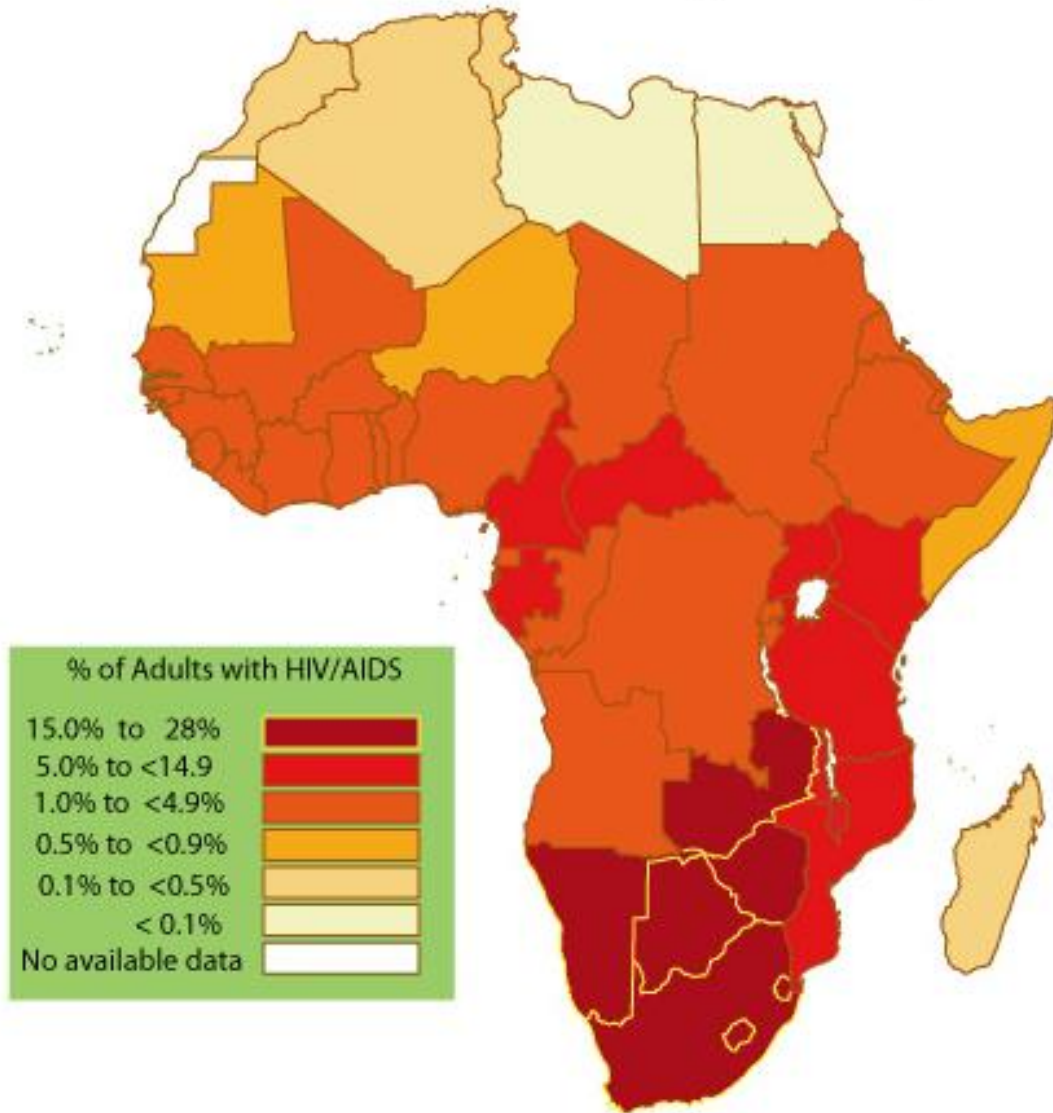 % of Adults with HIV/AIDS
15.0% to 28%
5.0% to <14.9
1.0% to <4.9%
0.5% to <0.9%
0.1% to <0.5%
< 0.1%
No available data